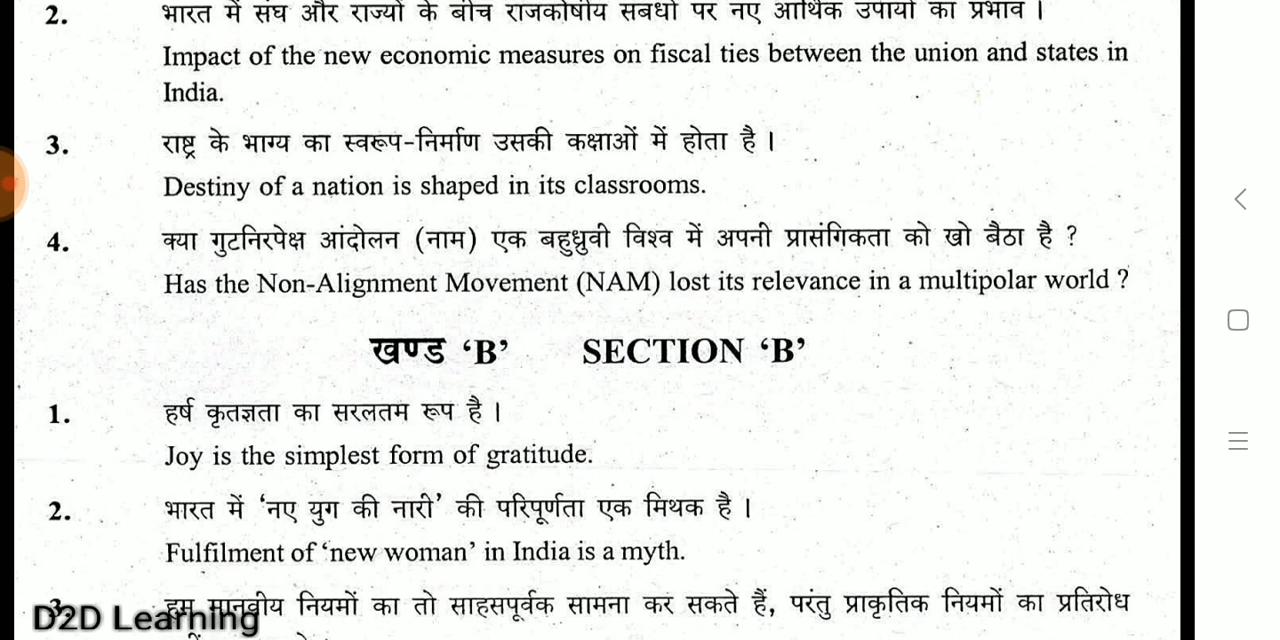 2. भारत में संघ और राज्यों के बीच राजकोषीय संबंधों पर नए आर्थिक उपायों का प्रभाव ।
Impact of the new economic measures on fiscal ties between the union and states in
India.
3. राष्ट्र के भाग्य का स्वरूप-निर्माण उसकी कक्षाओं में होता है ।
Destiny of a nation is shaped in its classrooms.
4. क्या गुटनिरपेक्ष आंदोलन (नाम) एक बहुध्रुवी विश्व में अपनी प्रासंगिकता को खो बैठा है ?
Has the Non-Alignment Movement (NAM) lost its relevance in a multipolar world ?
खण्ड ‘B’ SECTION ‘B’
1. हर्ष कृतज्ञता का सरलतम रूप है ।
Joy is the simplest form of gratitude.
2. भारत में ‘नए युग की नारी’ की परिपूर्णता एक मिथक है ।
Fulfilment of ‘new woman’ in India is a myth.
3. हम मानवीय नियमों का तो साहसपूर्वक सामना कर सकते हैं, परंतु प्राकृतिक नियमों का प्रतिरोध
D2D Learning